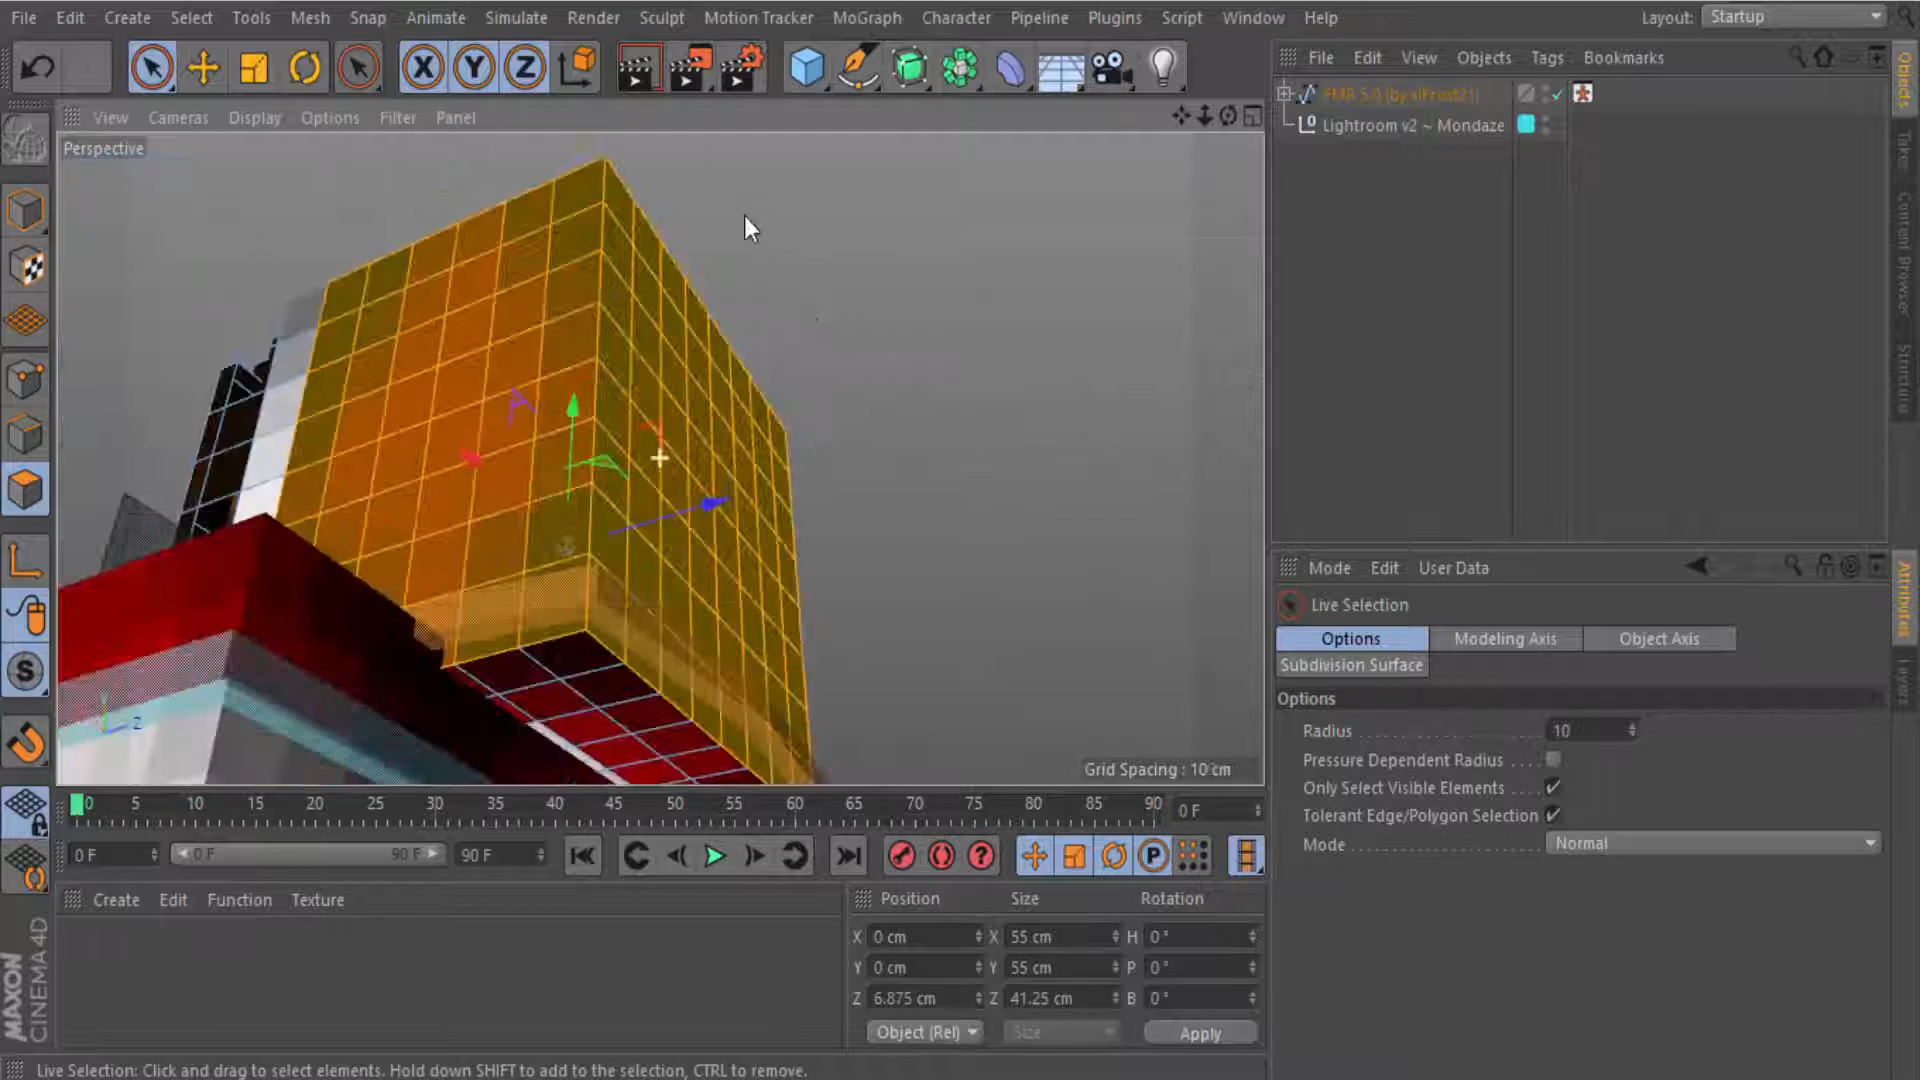 File Edit Create Select Tools Mesh Snap Animate Simulate Render Sculpt Motion Tracker MoGraph Character Pipeline Plugins Script Window Help Layout: Startup
File Edit View Objects Tags Bookmarks
Lightroom v2 ~ Mondaze
View Cameras Display Options Filter Panel
Perspective
Z
Grid Spacing : 10 cm
0 5 10 15 20 25 30 35 40 45 50 55 60 65 70 75 80 85 90 0 F
0 F 0 F 90 F 90 F
Create Edit Function Texture
Position Size Rotation
X 0 cm X 55 cm H 0 °
Y 0 cm Y 55 cm P 0 °
Z 6.875 cm Z 41.25 cm B 0 °
Object (Rel) Size Apply
Mode Edit User Data
Live Selection
Options Modeling Axis Object Axis
Subdivision Surface
Options
Radius 10
Pressure Dependent Radius
Only Select Visible Elements
Tolerant Edge/Polygon Selection
Mode Normal
Objects
Take
Content Browser
Structure
Attributes
Layers
MAXON
CINEMA 4D
Live Selection: Click and drag to select elements. Hold down SHIFT to add to the selection, CTRL to remove.